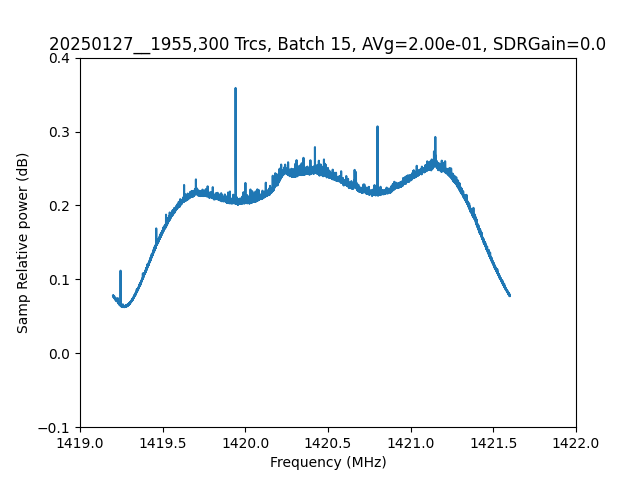 20250127__1955,300 Trcs, Batch 15, AVg=2.00e-01, SDRGain=0.0
0.4
0.3
0.2
0.1
0.0
−0.1
Samp Relative power (dB)
1419.0 1419.5 1420.0 1420.5 1421.0 1421.5 1422.0
Frequency (MHz)